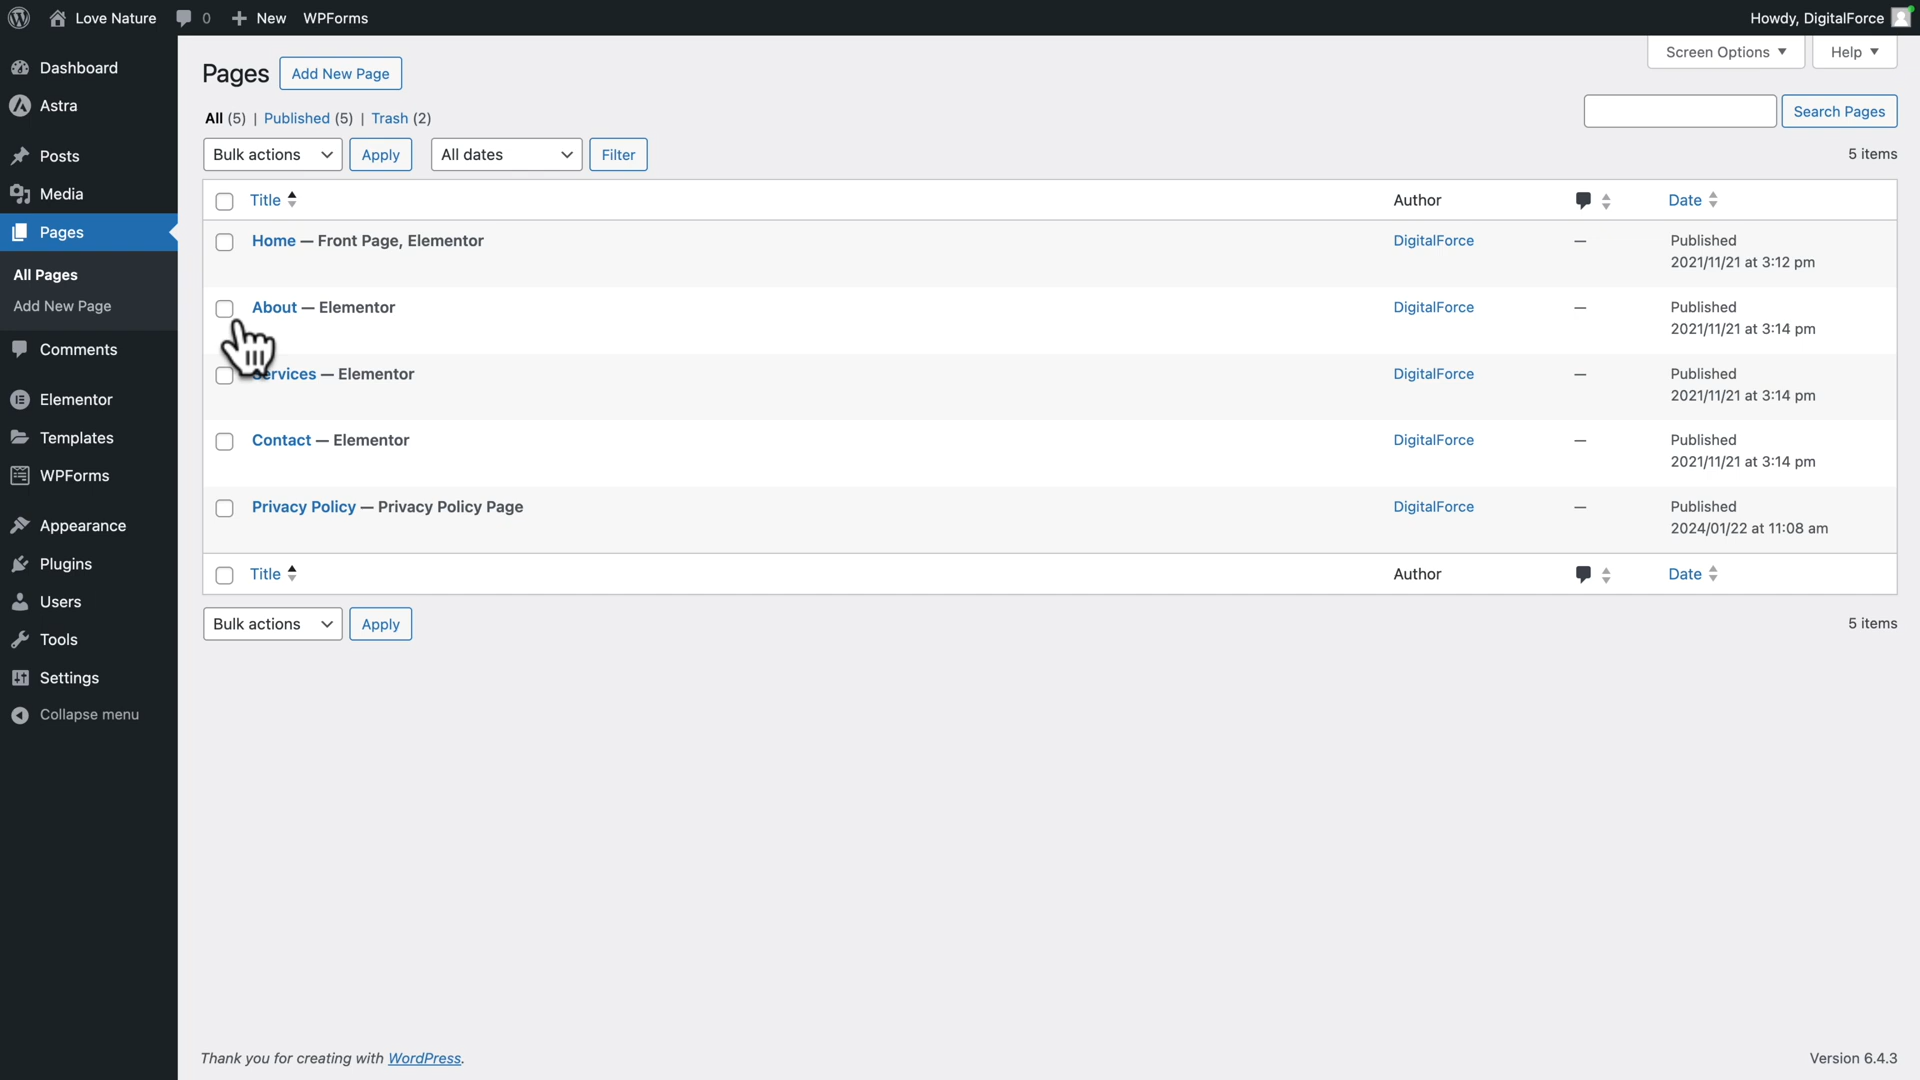 Love Nature 0 New WPForms Howdy, DigitalForce
Screen Options Help
Dashboard
Astra
Posts
Media
Pages
All Pages
Add New Page
Comments
Elementor
Templates
WPForms
Appearance
Plugins
Users
Tools
Settings
Collapse menu
Pages Add New Page
All (5) | Published (5) | Trash (2)
Search Pages
Bulk actions Apply All dates Filter 5 items
Title Author Date
Home — Front Page, Elementor DigitalForce — Published
2021/11/21 at 3:12 pm
About — Elementor DigitalForce — Published
2021/11/21 at 3:14 pm
Services — Elementor DigitalForce — Published
2021/11/21 at 3:14 pm
Contact — Elementor DigitalForce — Published
2021/11/21 at 3:14 pm
Privacy Policy — Privacy Policy Page DigitalForce — Published
2024/01/22 at 11:08 am
Title Author Date
Bulk actions Apply 5 items
Thank you for creating with WordPress. Version 6.4.3